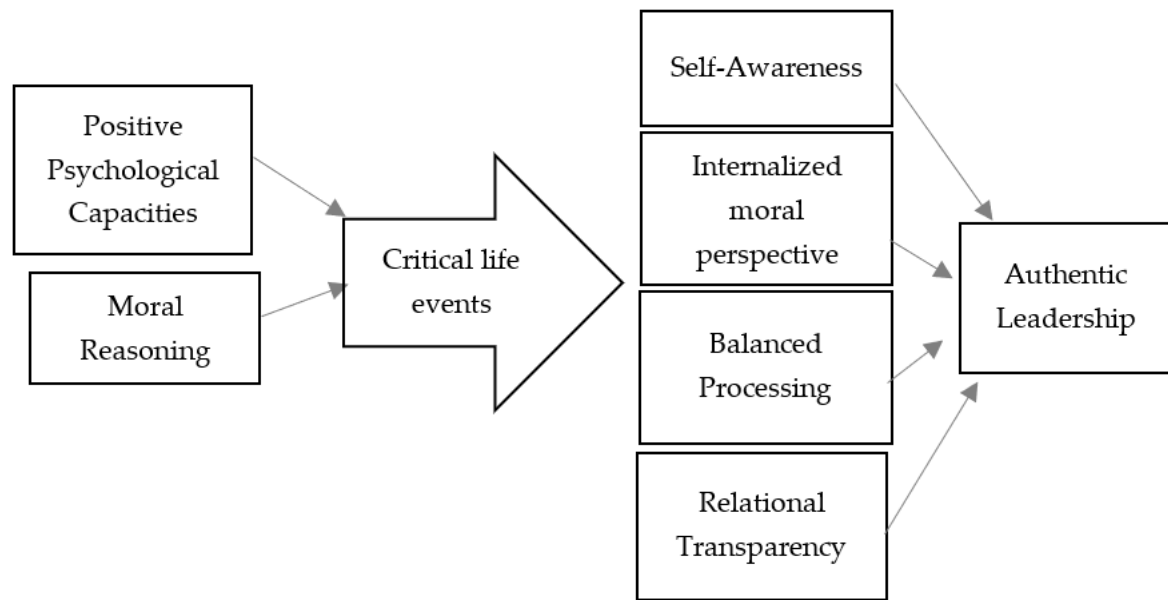 Positive
Psychological
Capacities
Moral
Reasoning
Critical life
events
Self-Awareness
Internalized
moral
perspective
Balanced
Processing
Relational
Transparency
Authentic
Leadership